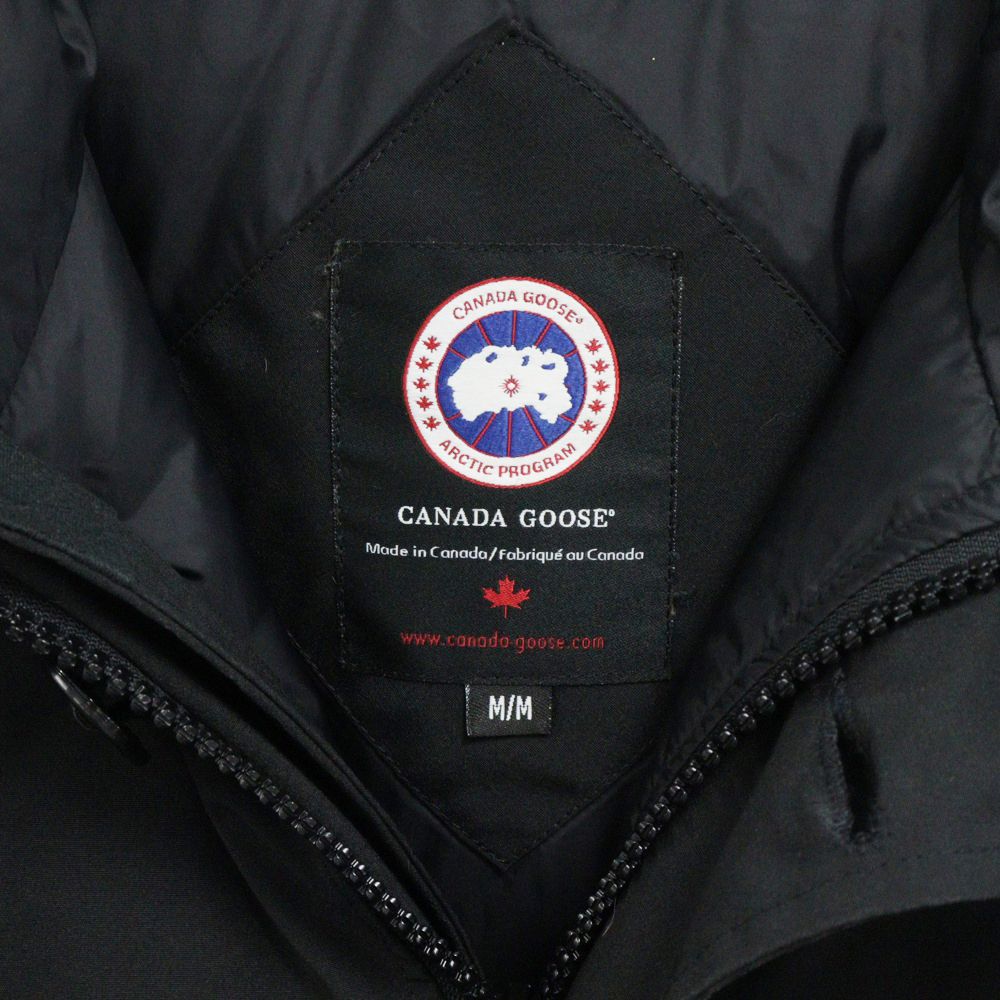 CANADA GOOSE®
ARCTIC PROGRAM
CANADA GOOSE®
Made in Canada/Fabriqué au Canada
www.canada-goose.com
M/M